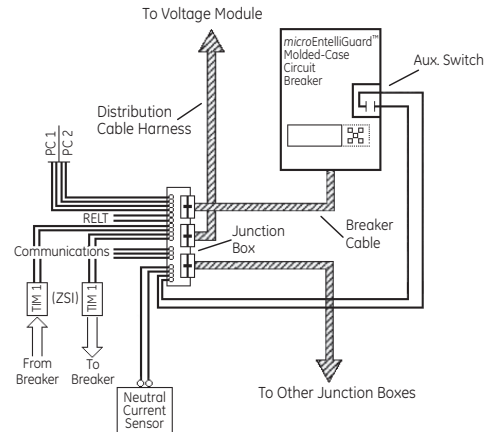 To Voltage Module
microEntelliGuard™
Molded-Case
Circuit
Breaker
Aux. Switch
Distribution
Cable Harness
PC 1
PC 2
RELT
Junction
Box
Breaker
Cable
Communications
TIM 1
(ZSI)
TIM 1
From
Breaker
To
Breaker
Neutral
Current
Sensor
To Other Junction Boxes